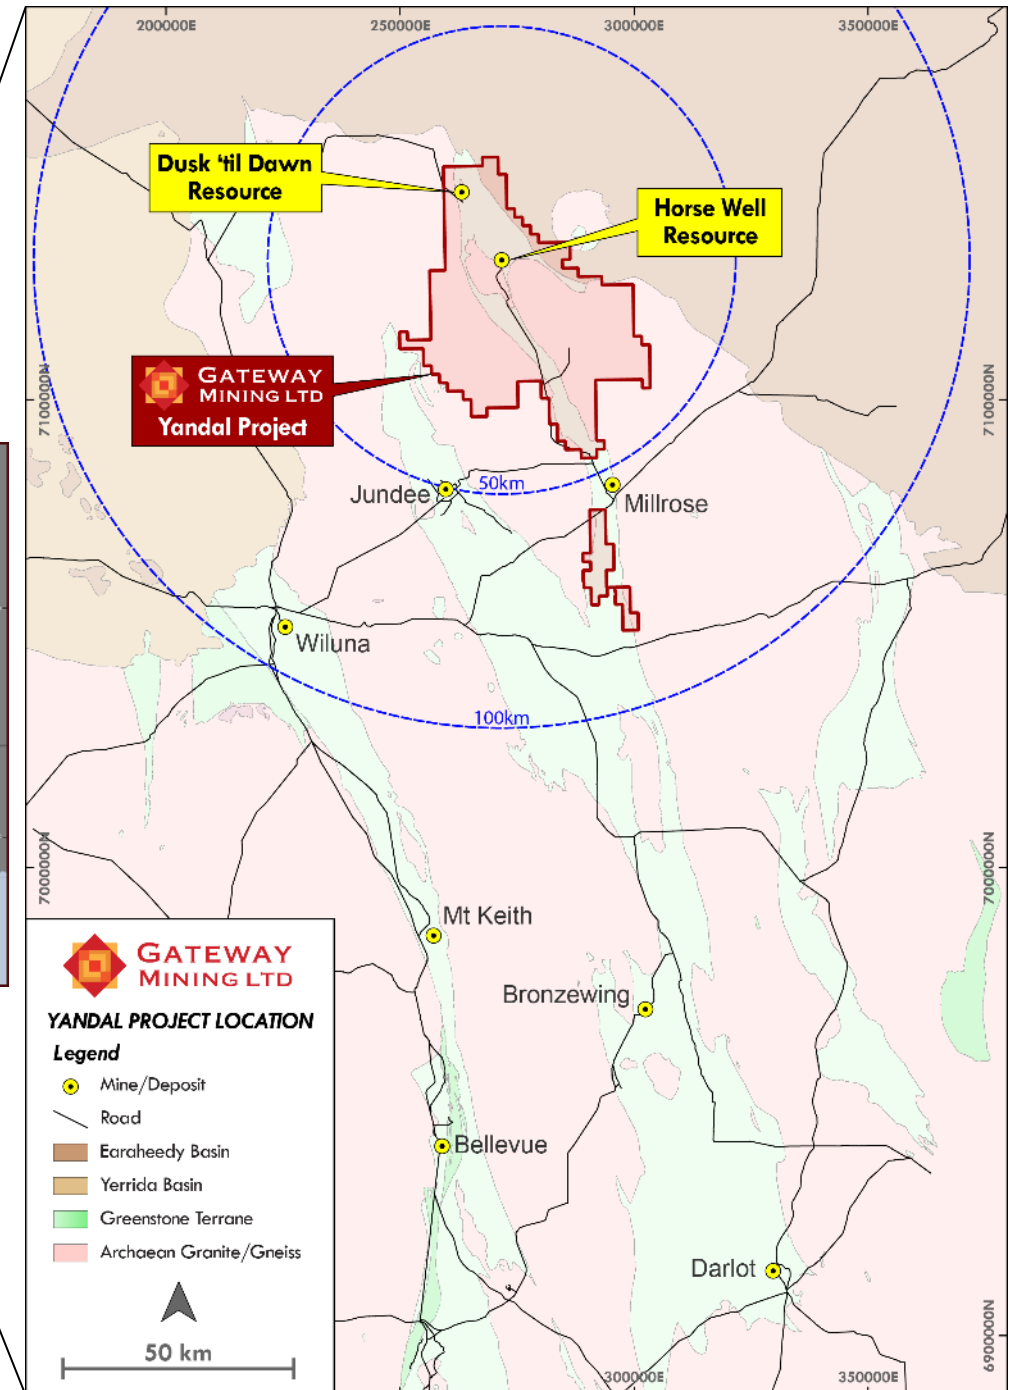 200000E
250000E
300000E
350000E
Dusk ‘til Dawn
Resource
Horse Well
Resource
GATEWAY
MINING LTD
Yandal Project
7100000N
7100000N
Jundee
50km
Millrose
Wiluna
100km
7000000N
7000000N
Mt Keith
Bronzewing
Bellevue
Darlot
6900000N
300000E
350000E
GATEWAY
MINING LTD
YANDAL PROJECT LOCATION
Legend
Mine/Deposit
Road
Earaheedy Basin
Yerrida Basin
Greenstone Terrane
Archaean Granite/Gneiss
50 km